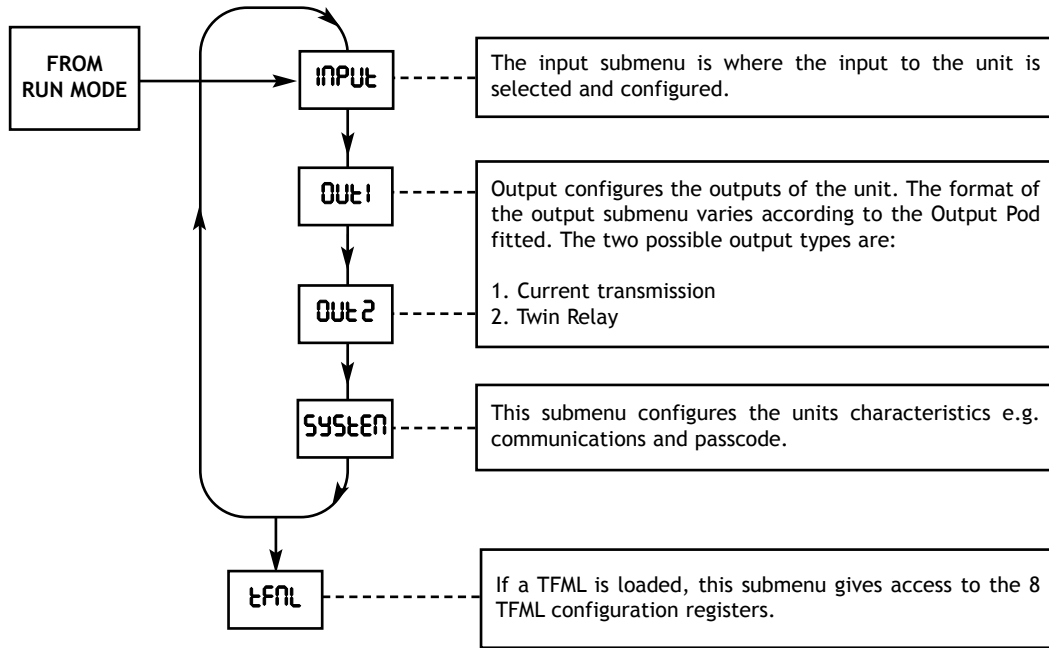 FROM
RUN MODE
INPUt
The input submenu is where the input to the unit is
selected and configured.
OUt1
Output configures the outputs of the unit. The format of
the output submenu varies according to the Output Pod
fitted. The two possible output types are:
1. Current transmission
2. Twin Relay
OUt2
SYStEM
This submenu configures the units characteristics e.g.
communications and passcode.
tFML
If a TFML is loaded, this submenu gives access to the 8
TFML configuration registers.